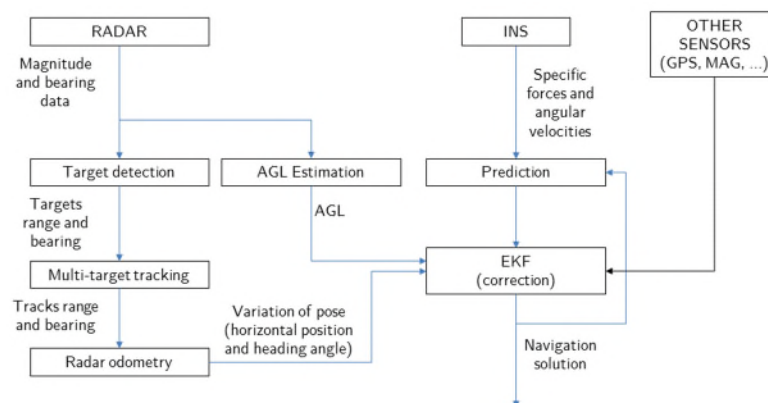 RADAR
INS
OTHER
SENSORS
(GPS, MAG, ...)
Magnitude
and bearing
data
Specific
forces and
angular
velocities
Target detection
AGL Estimation
Prediction
Targets
range and
bearing
AGL
EKF
(correction)
Multi-target tracking
Tracks range
and bearing
Variation of pose
(horizontal position
and heading angle)
Radar odometry
Navigation
solution